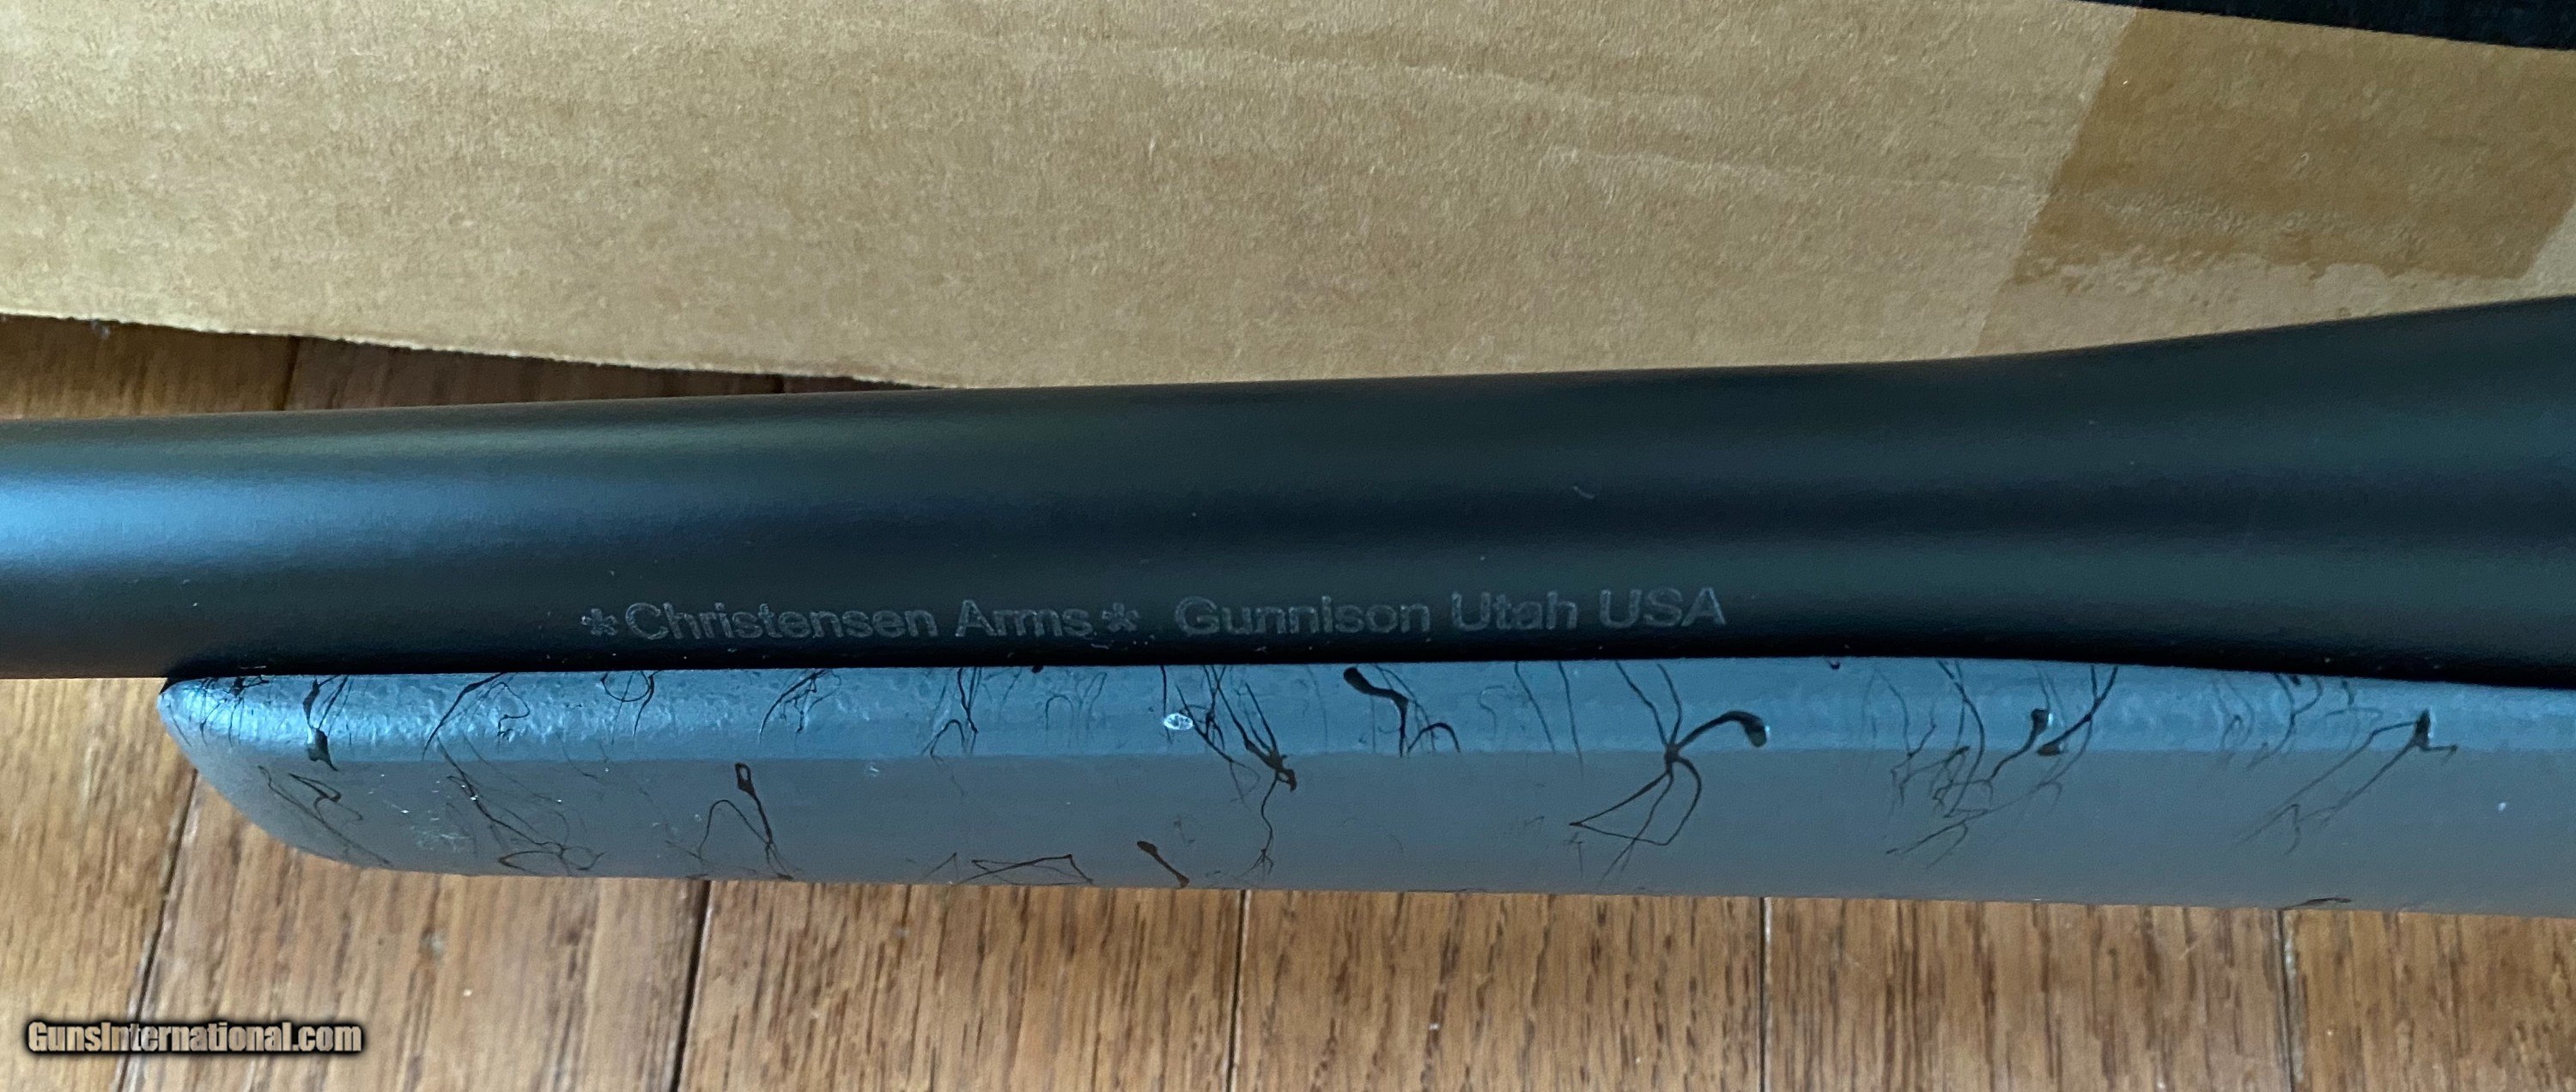 *Christensen Arms* Gunnison Utah USA
GunsInternational.com